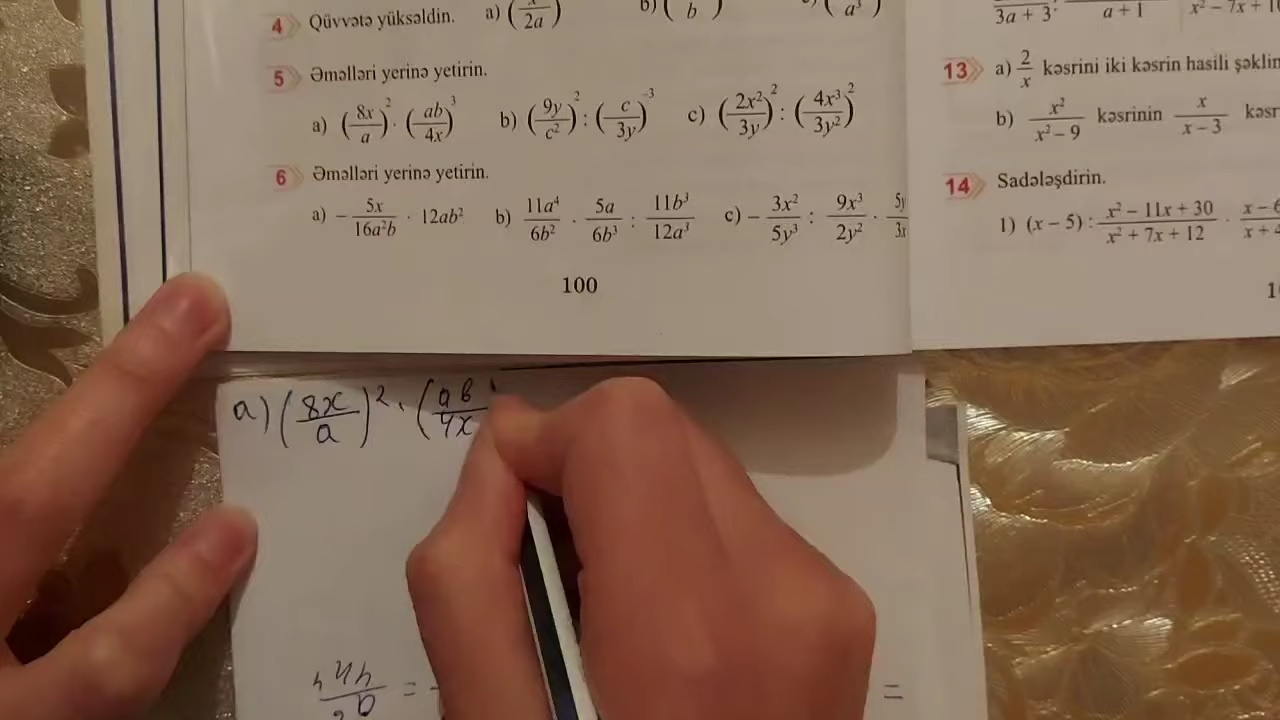 4 Qüvvətə yüksəldin. a) (/2a) b) ( /b)
5 Əməlləri yerinə yetirin.
a) (8x/a)² · (ab/4x)³ b) (9y/c²)² : (c/3y)⁻³ c) (2x²/3y)² : (4x³/3y²)²
6 Əməlləri yerinə yetirin.
a) − 5x/16a²b · 12ab² b) 11a⁴/6b² · 5a/6b³ : 11b³/12a³ c) − 3x²/5y³ : 9x³/2y² ·
100
3a + 3 : a + 1
13 a) 2/x kəsrini iki kəsrin hasili
b) x²/x² − 9 kəsrinin x/x − 3
14 Sadələşdirin.
1) (x − 5) : x² − 11x + 30/x² + 7x + 12 ·
a) (8x/a)² · (ab/4x
=
=